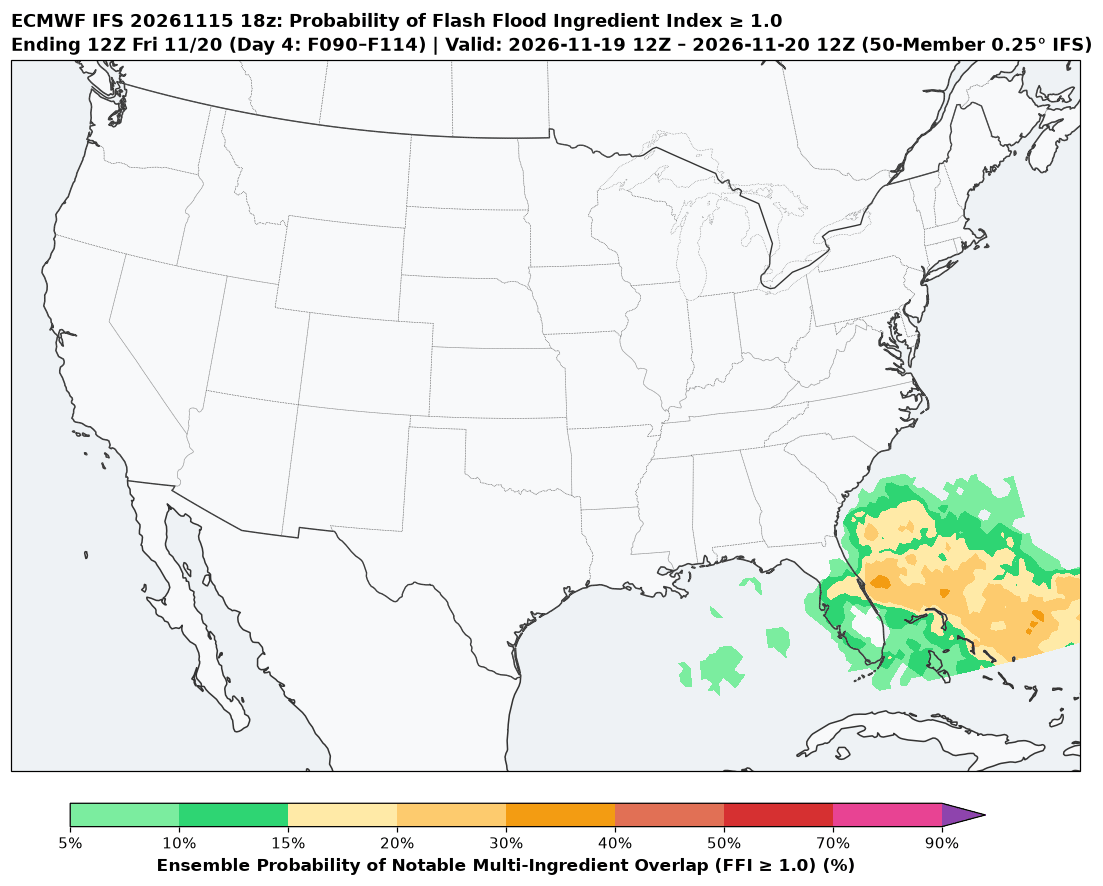 ECMWF IFS 20261115 18z: Probability of Flash Flood Ingredient Index ≥ 1.0
Ending 12Z Fri 11/20 (Day 4: F090–F114) | Valid: 2026-11-19 12Z – 2026-11-20 12Z (50-Member 0.25° IFS)
5% 10% 15% 20% 30% 40% 50% 70% 90%
Ensemble Probability of Notable Multi-Ingredient Overlap (FFI ≥ 1.0) (%)